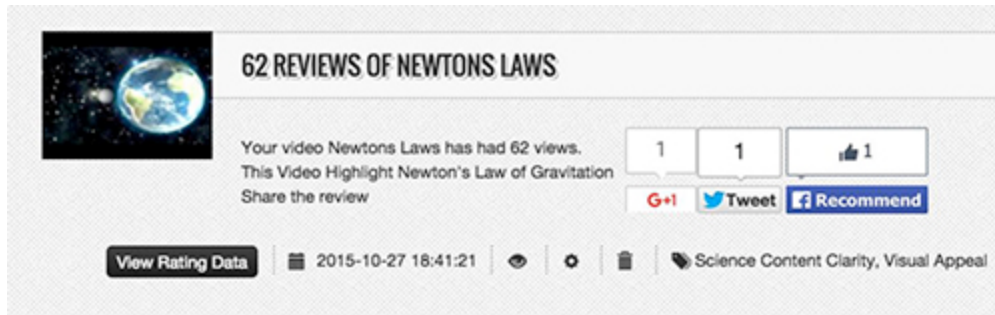 62 REVIEWS OF NEWTONS LAWS
Your video Newtons Laws has had 62 views.
This Video Highlight Newton's Law of Gravitation
Share the review
1
1
1
G+1
Tweet
f Recommend
View Rating Data
2015-10-27 18:41:21
Science Content Clarity, Visual Appeal